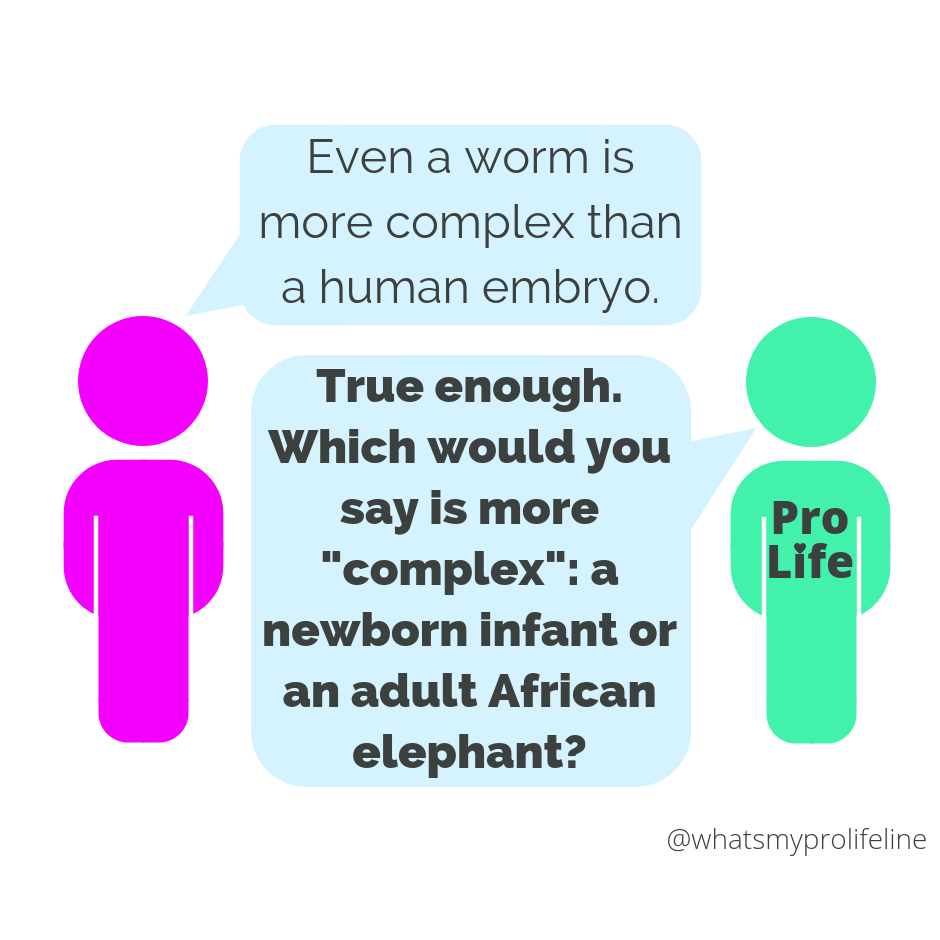 Even a worm is
more complex than
a human embryo.
True enough.
Which would you
say is more
"complex": a
newborn infant or
an adult African
elephant?
Pro
Life
@whatsmyprolifeline